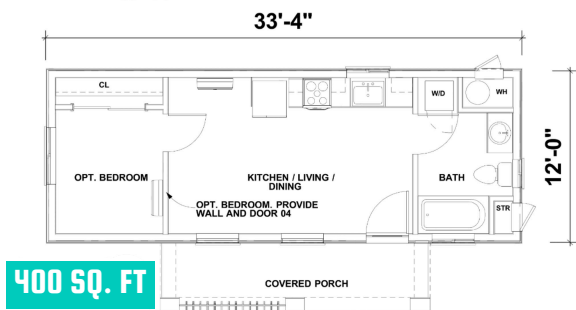 33'-4"
CL
W/D
WH
12'-0"
OPT. BEDROOM
KITCHEN / LIVING /
DINING
BATH
OPT. BEDROOM. PROVIDE
WALL AND DOOR 04
STR
400 SQ. FT
COVERED PORCH